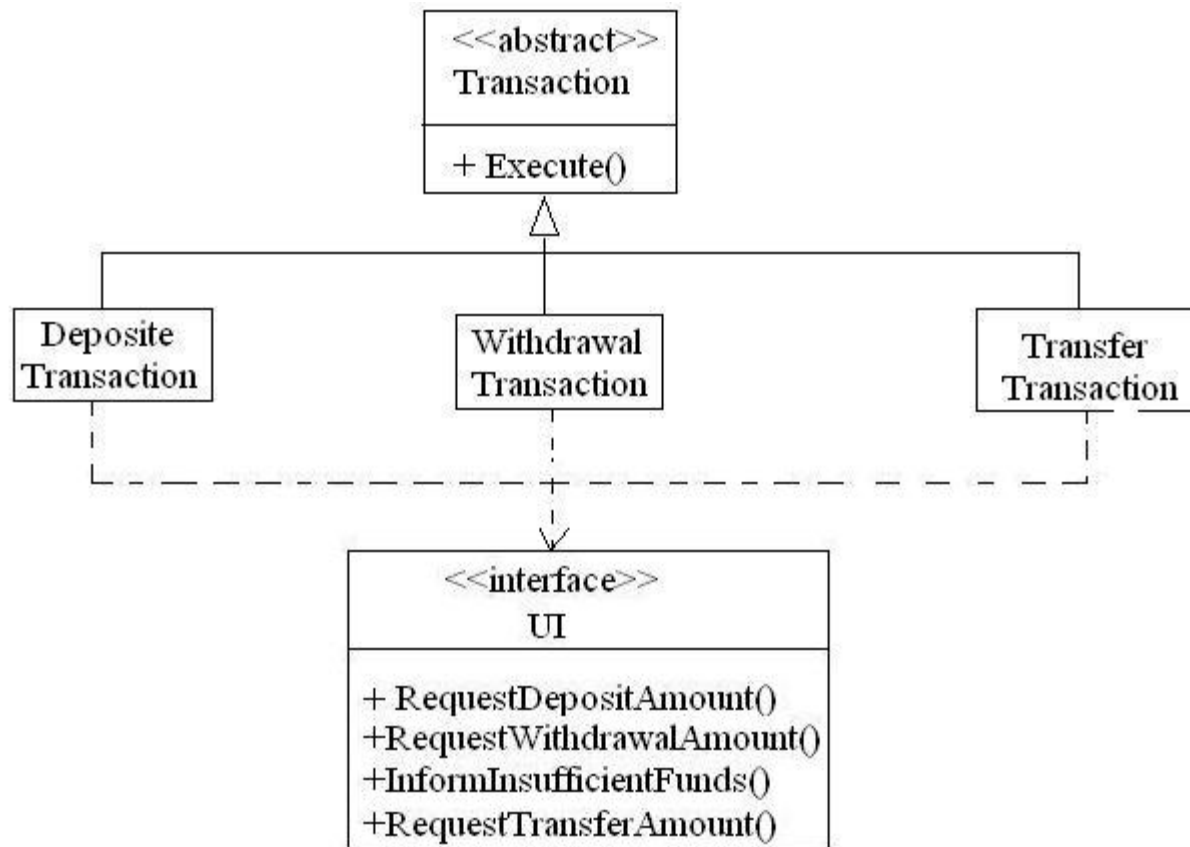 <<abstract>>
Transaction
+ Execute()
Deposite
Transaction
Withdrawal
Transaction
Transfer
Transaction
<<interface>>
UI
+ RequestDepositAmount()
+RequestWithdrawalAmount()
+InformInsufficientFunds()
+RequestTransferAmount()